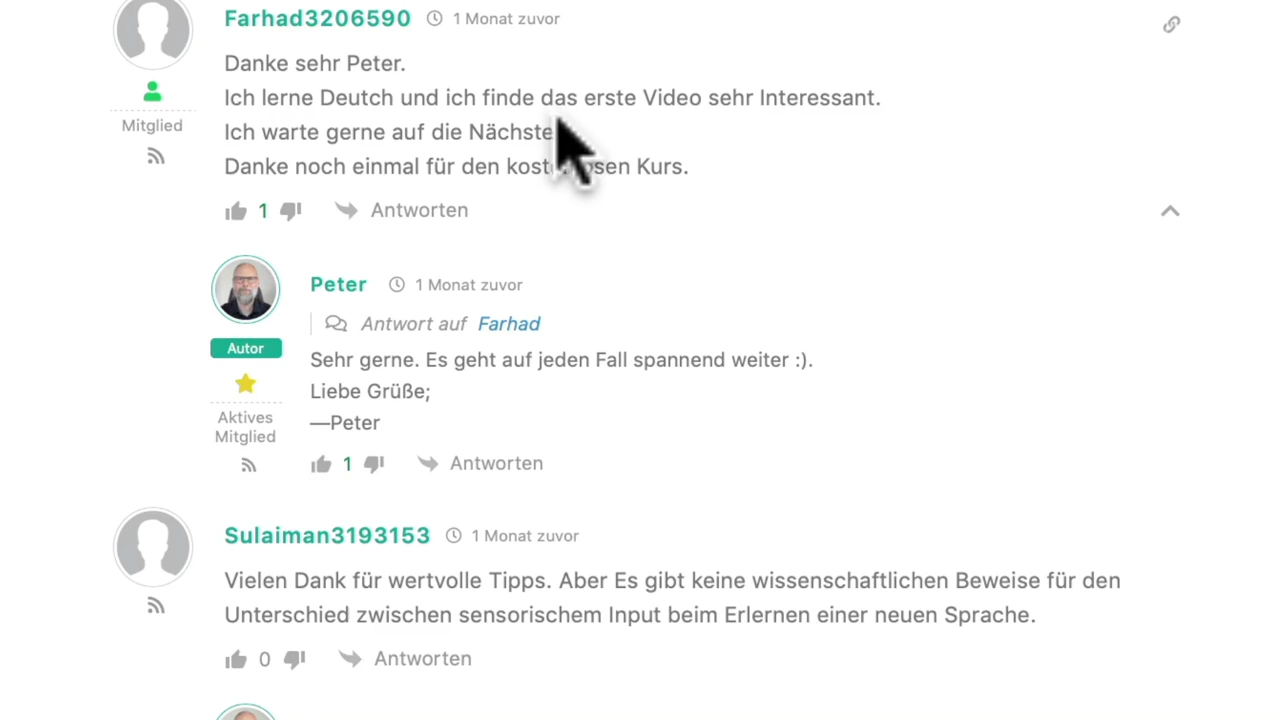 Farhad3206590 1 Monat zuvor
Danke sehr Peter.
Ich lerne Deutch und ich finde das erste Video sehr Interessant.
Mitglied
Ich warte gerne auf die Nächste
Danke noch einmal für den Kurs.
1 Antworten
Peter 1 Monat zuvor
Antwort auf Farhad
Autor
Sehr gerne. Es geht auf jeden Fall spannend weiter :).
Liebe Grüße;
—Peter
Aktives
Mitglied
1 Antworten
Sulaiman3193153 1 Monat zuvor
Vielen Dank für wertvolle Tipps. Aber Es gibt keine wissenschaftlichen Beweise für den
Unterschied zwischen sensorischem Input beim Erlernen einer neuen Sprache.
0 Antworten